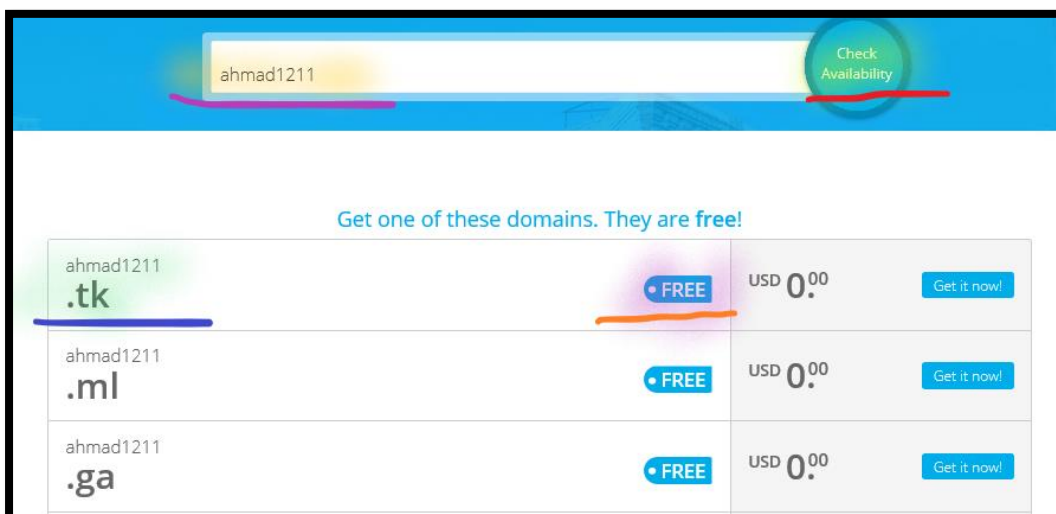 ahmad1211
Check
Availability
Get one of these domains. They are free!
ahmad1211
.tk
FREE
USD 0.00
Get it now!
ahmad1211
.ml
FREE
USD 0.00
Get it now!
ahmad1211
.ga
FREE
USD 0.00
Get it now!